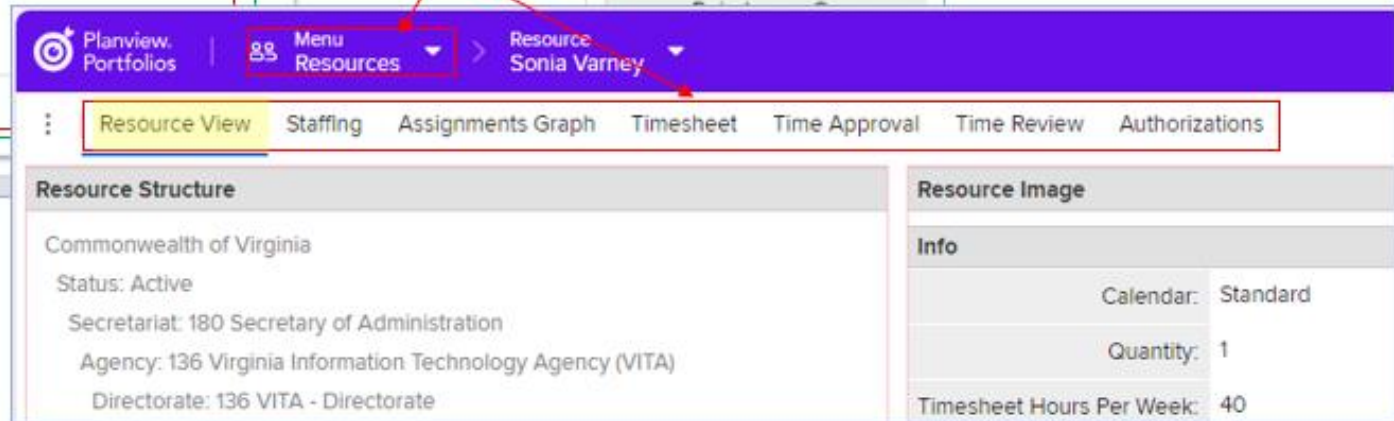 Planview.
Portfolios
Menu
Resources
Resource
Sonia Varney
Resource View Staffing Assignments Graph Timesheet Time Approval Time Review Authorizations
Resource Structure
Commonwealth of Virginia
Status: Active
Secretariat: 180 Secretary of Administration
Agency: 136 Virginia Information Technology Agency (VITA)
Directorate: 136 VITA - Directorate
Resource Image
Info
Calendar: Standard
Quantity: 1
Timesheet Hours Per Week: 40